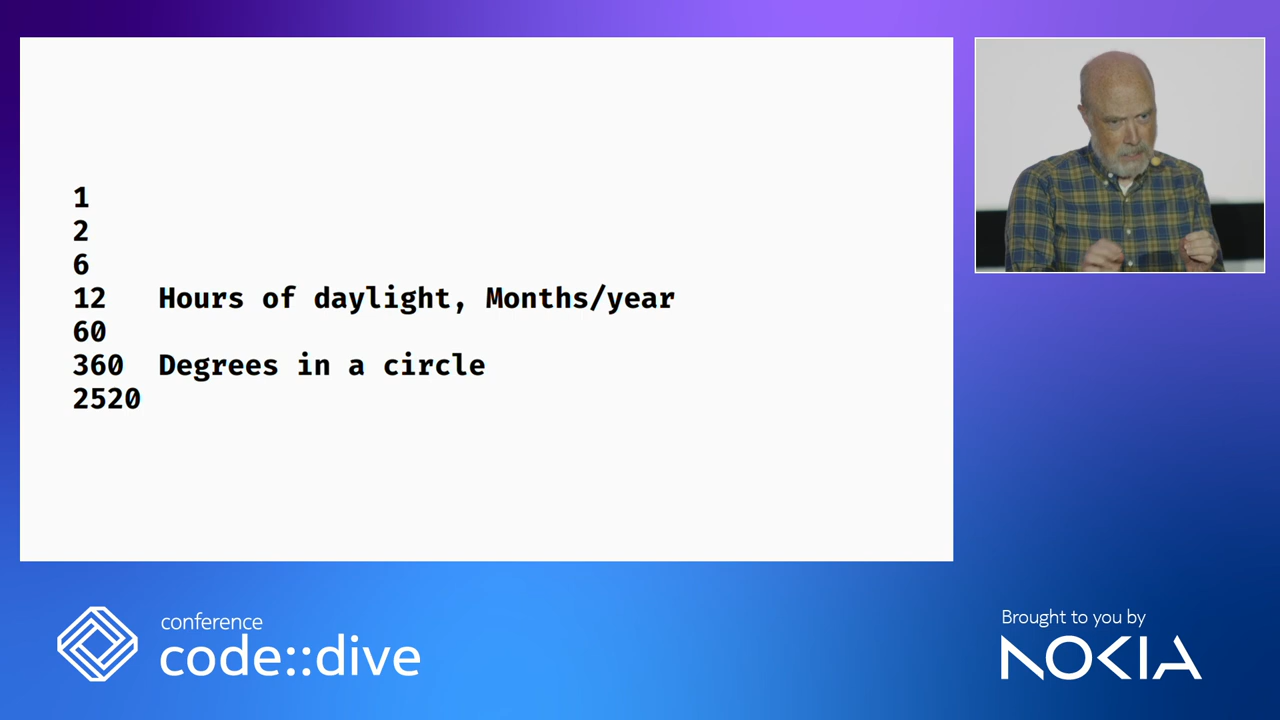 1
2
6
12 Hours of daylight, Months/year
60
360 Degrees in a circle
2520
conference
code::dive
Brought to you by
NOKIA